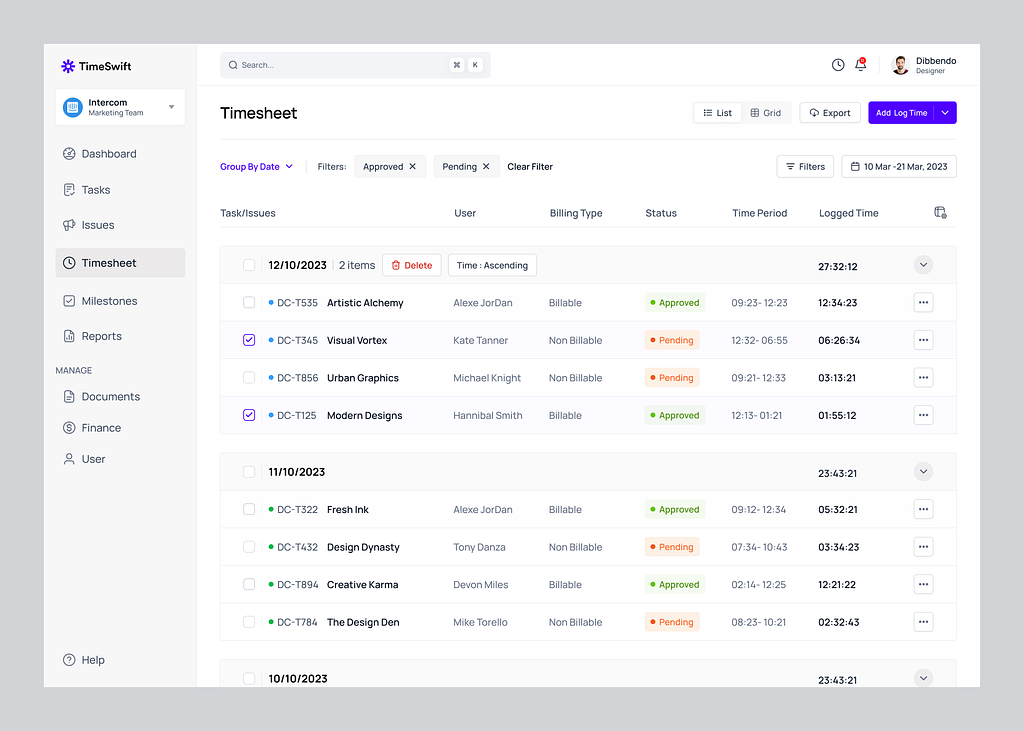 TimeSwift
Search...
⌘ K
Dibbendo
Designer
Intercom
Marketing Team
Dashboard
Tasks
Issues
Timesheet
Milestones
Reports
MANAGE
Documents
Finance
User
Help
Timesheet
List Grid Export Add Log Time
Group By Date Filters: Approved Pending Clear Filter Filters 10 Mar -21 Mar, 2023
Task/Issues User Billing Type Status Time Period Logged Time
12/10/2023 2 items Delete Time : Ascending 27:32:12
DC-T535 Artistic Alchemy Alexe JorDan Billable Approved 09:23- 12:23 12:34:23
DC-T345 Visual Vortex Kate Tanner Non Billable Pending 12:32- 06:55 06:26:34
DC-T856 Urban Graphics Michael Knight Non Billable Pending 09:21- 12:33 03:13:21
DC-T125 Modern Designs Hannibal Smith Billable Approved 12:13- 01:21 01:55:12
11/10/2023 23:43:21
DC-T322 Fresh Ink Alexe JorDan Billable Approved 09:12- 12:34 05:32:21
DC-T432 Design Dynasty Tony Danza Non Billable Pending 07:34- 10:43 03:34:23
DC-T894 Creative Karma Devon Miles Billable Approved 02:14- 12:25 12:21:22
DC-T784 The Design Den Mike Torello Non Billable Pending 08:23- 10:21 02:32:43
10/10/2023 23:43:21